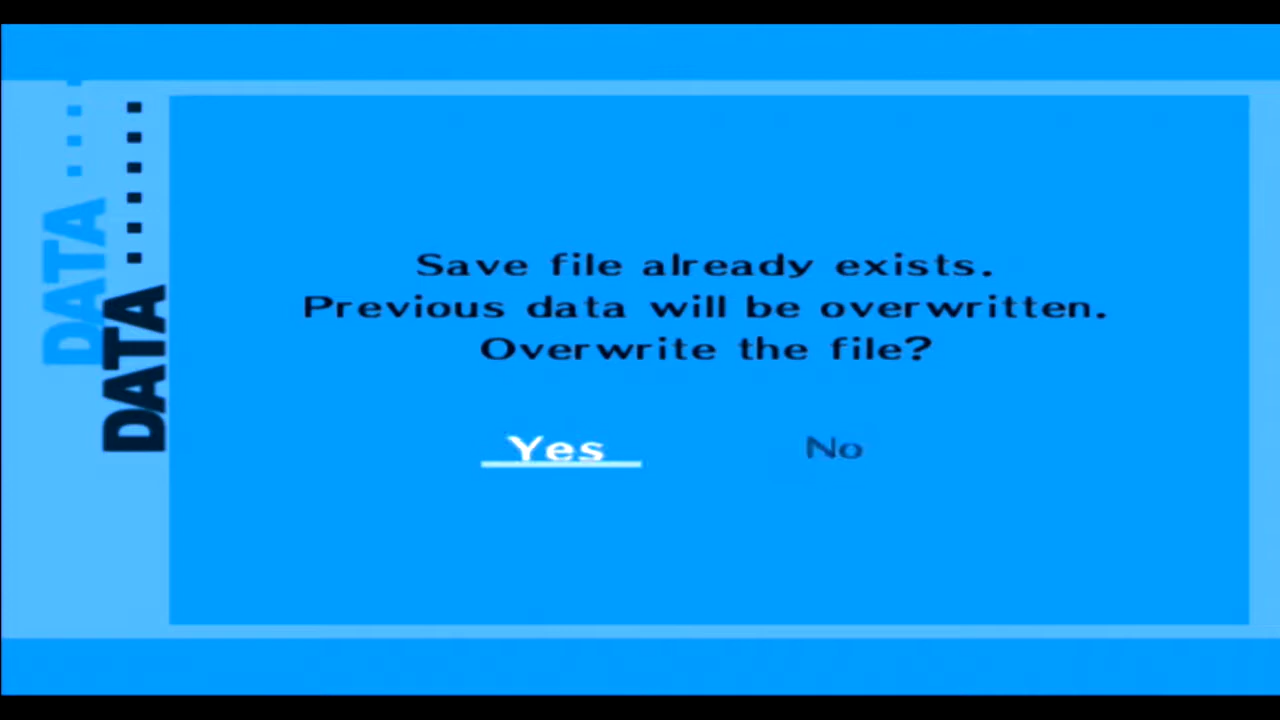 DATA ....
DATA ......
Save file already exists.
Previous data will be overwritten.
Overwrite the file?
Yes No